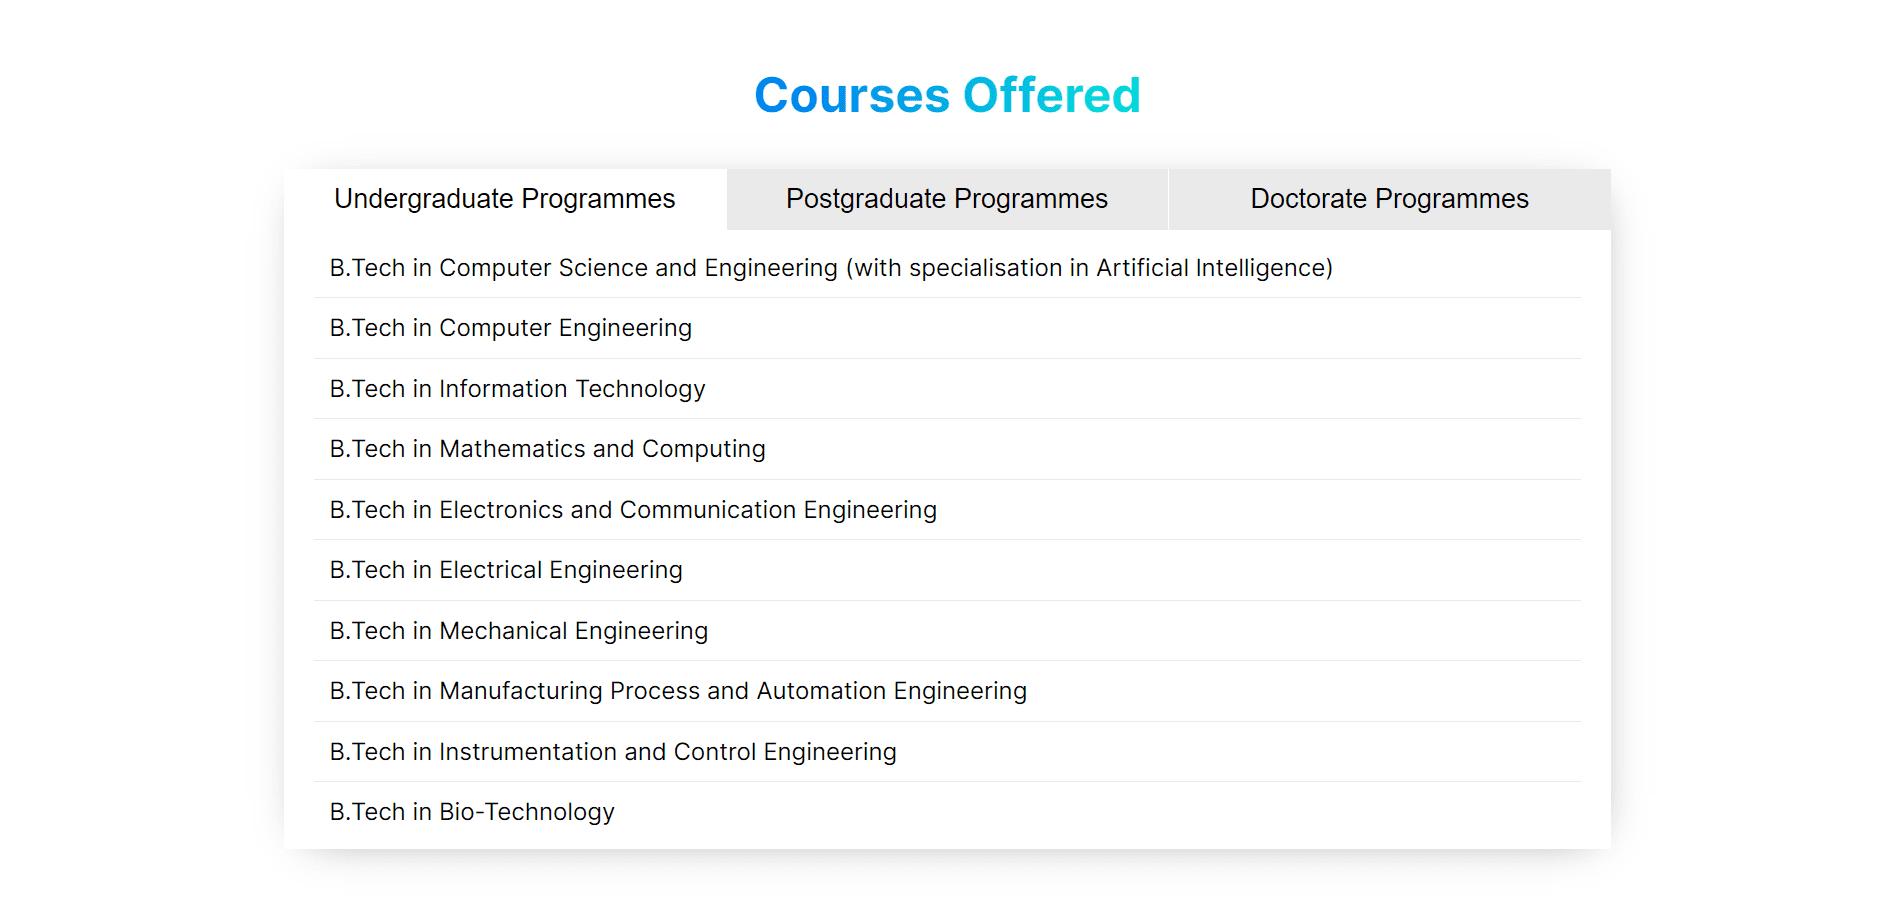 Courses Offered
Undergraduate Programmes
Postgraduate Programmes
Doctorate Programmes
B.Tech in Computer Science and Engineering (with specialisation in Artificial Intelligence)
B.Tech in Computer Engineering
B.Tech in Information Technology
B.Tech in Mathematics and Computing
B.Tech in Electronics and Communication Engineering
B.Tech in Electrical Engineering
B.Tech in Mechanical Engineering
B.Tech in Manufacturing Process and Automation Engineering
B.Tech in Instrumentation and Control Engineering
B.Tech in Bio-Technology